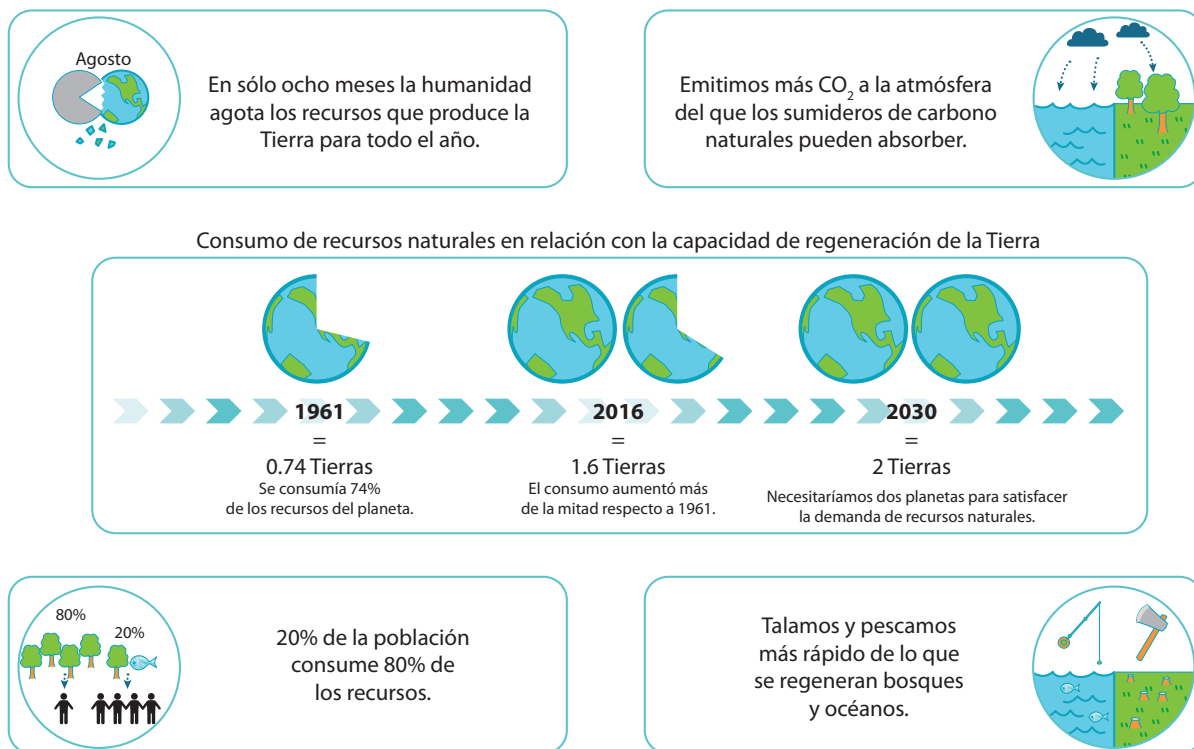 Agosto
En sólo ocho meses la humanidad
agota los recursos que produce la
Tierra para todo el año.
Emitimos más CO₂ a la atmósfera
del que los sumideros de carbono
naturales pueden absorber.
Consumo de recursos naturales en relación con la capacidad de regeneración de la Tierra
1961
=
0.74 Tierras
Se consumía 74%
de los recursos del planeta.
2016
=
1.6 Tierras
El consumo aumentó más
de la mitad respecto a 1961.
2030
=
2 Tierras
Necesitaríamos dos planetas para satisfacer
la demanda de recursos naturales.
80%
20%
20% de la población
consume 80% de
los recursos.
Talamos y pescamos
más rápido de lo que
se regeneran bosques
y océanos.